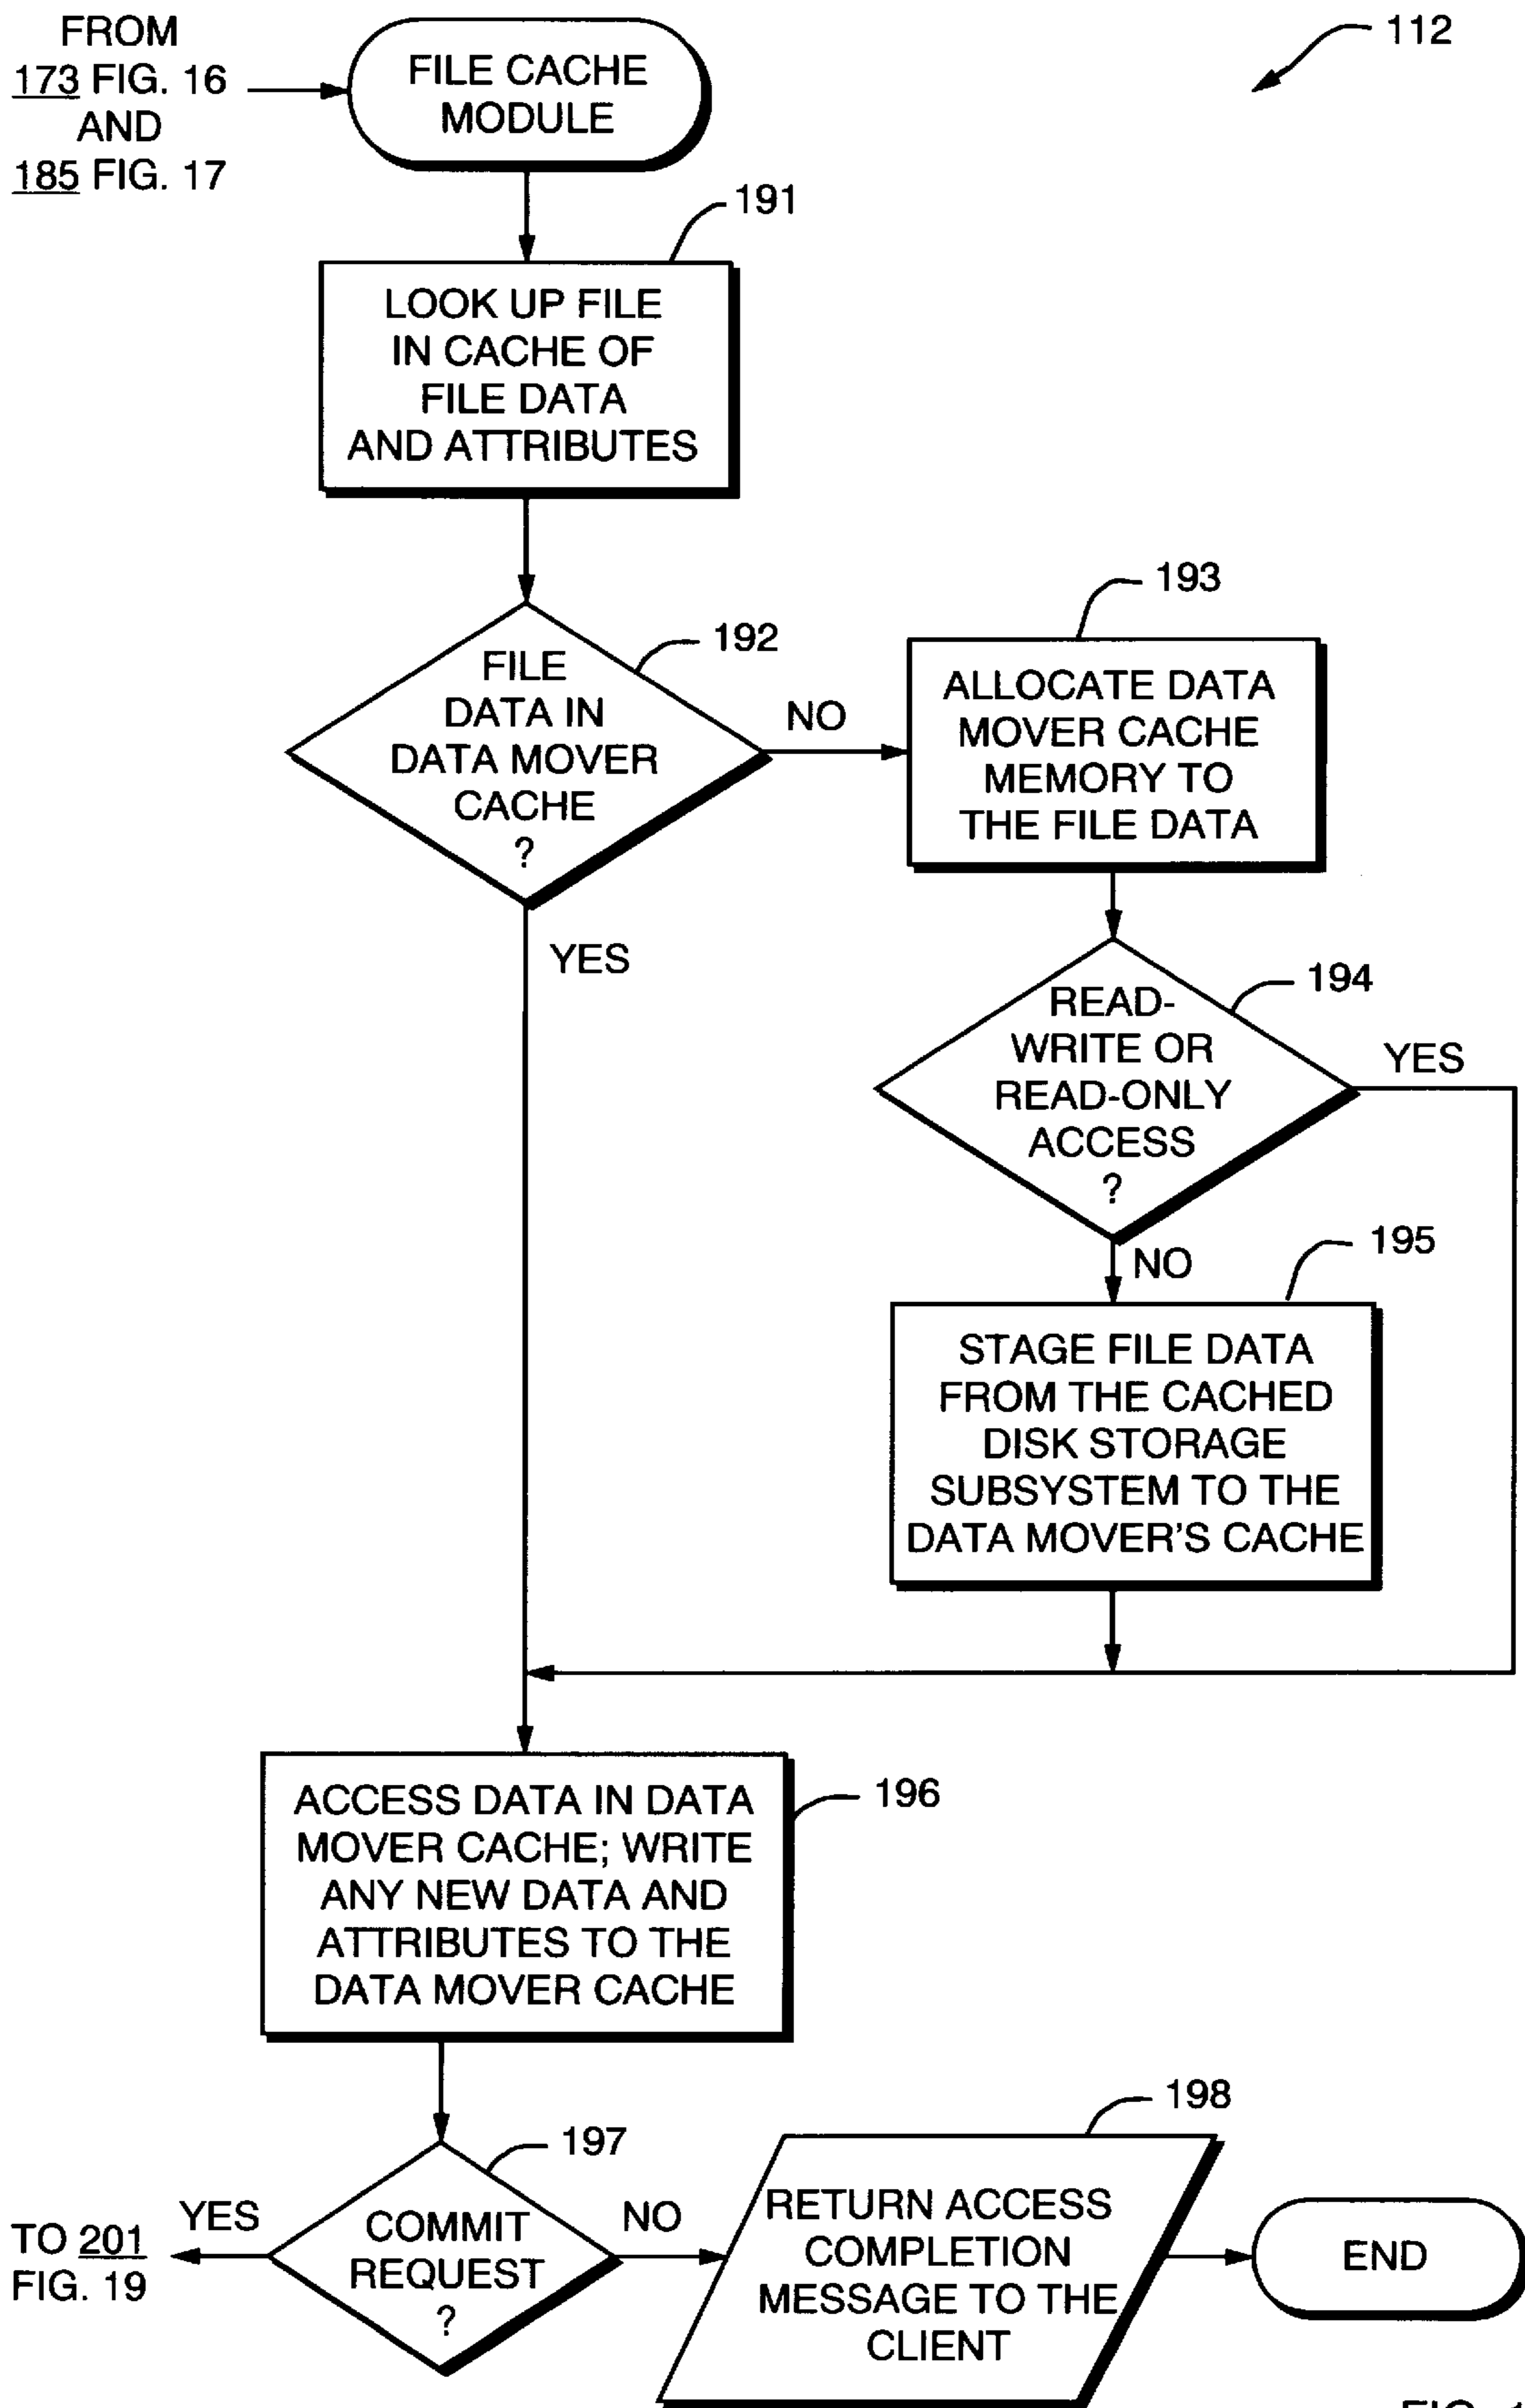 FROM
173 FIG. 16
AND
185 FIG. 17
FILE CACHE
MODULE
112
191
LOOK UP FILE
IN CACHE OF
FILE DATA
AND ATTRIBUTES
192
FILE
DATA IN
DATA MOVER
CACHE
?
NO
YES
193
ALLOCATE DATA
MOVER CACHE
MEMORY TO
THE FILE DATA
194
READ-
WRITE OR
READ-ONLY
ACCESS
?
YES
NO
195
STAGE FILE DATA
FROM THE CACHED
DISK STORAGE
SUBSYSTEM TO THE
DATA MOVER'S CACHE
196
ACCESS DATA IN DATA
MOVER CACHE; WRITE
ANY NEW DATA AND
ATTRIBUTES TO THE
DATA MOVER CACHE
197
COMMIT
REQUEST
?
YES
TO 201
FIG. 19
NO
198
RETURN ACCESS
COMPLETION
MESSAGE TO THE
CLIENT
END